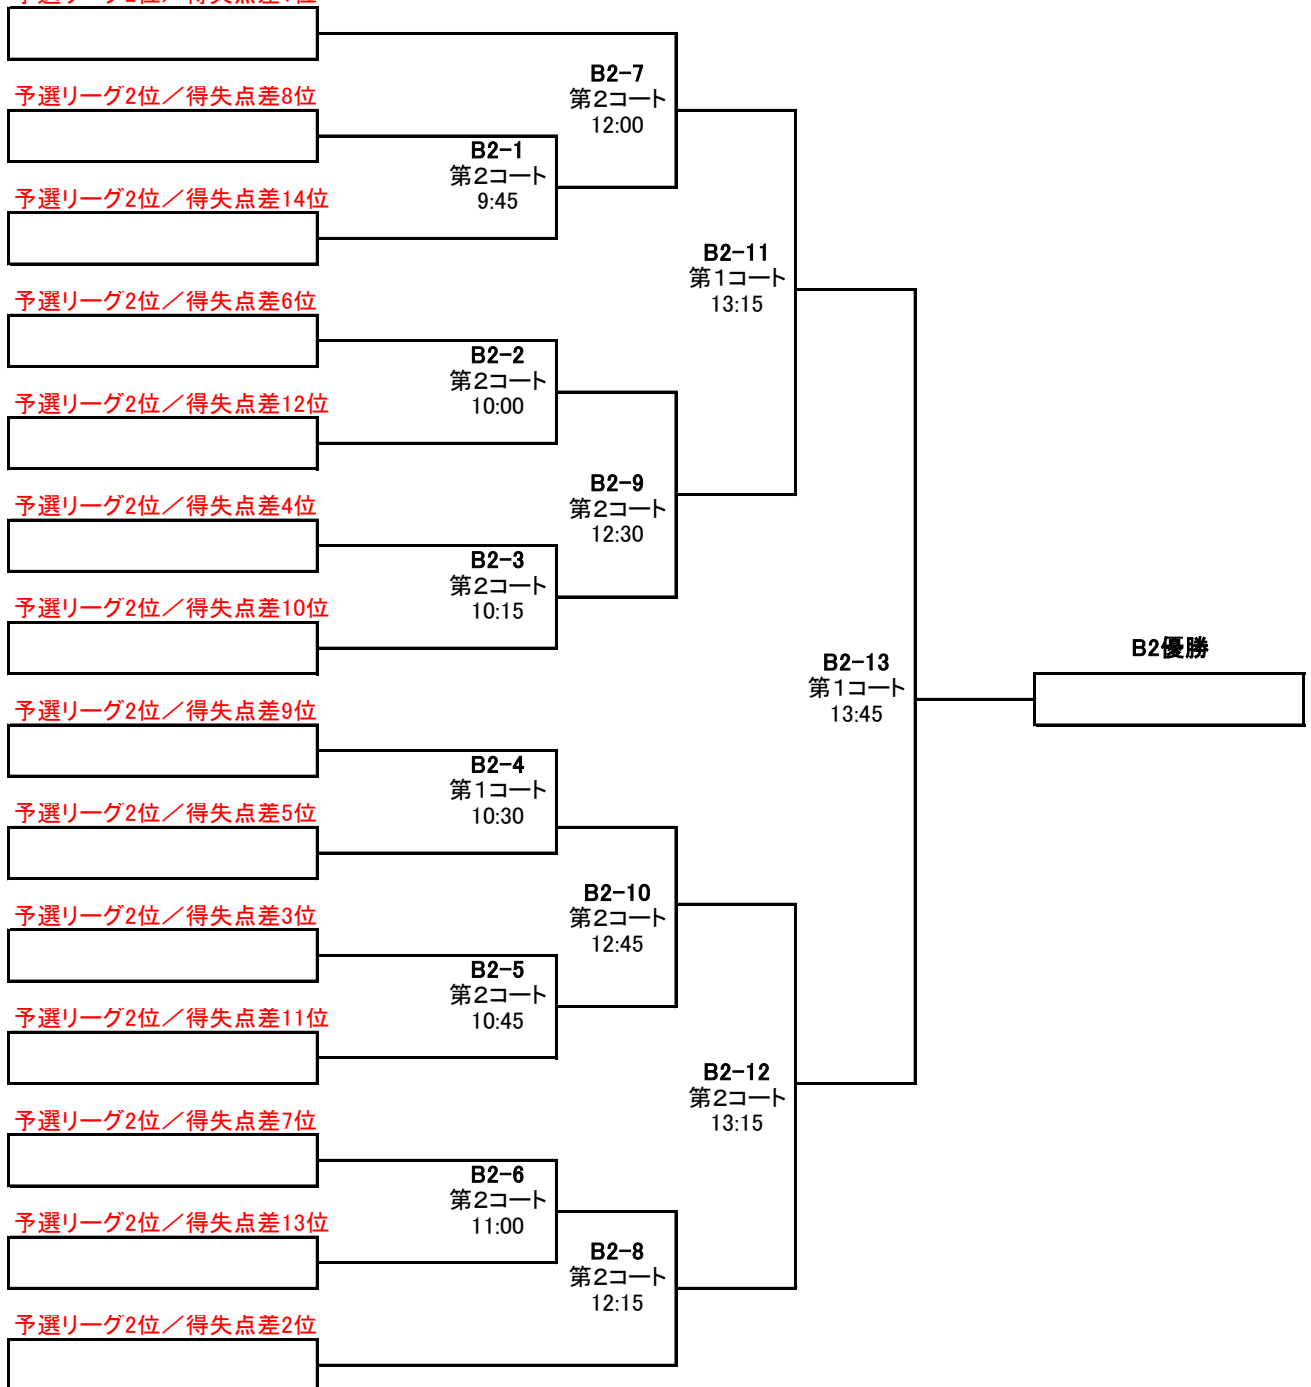 予選リーグ2位／得失点差
B2-7
第2コート
12:00
予選リーグ2位／得失点差8位
B2-1
第2コート
9:45
予選リーグ2位／得失点差14位
B2-11
第1コート
13:15
予選リーグ2位／得失点差6位
B2-2
第2コート
10:00
予選リーグ2位／得失点差12位
B2-9
第2コート
12:30
予選リーグ2位／得失点差4位
B2-3
第2コート
10:15
予選リーグ2位／得失点差10位
B2優勝
B2-13
第1コート
13:45
予選リーグ2位／得失点差9位
B2-4
第1コート
10:30
予選リーグ2位／得失点差5位
B2-10
第2コート
12:45
予選リーグ2位／得失点差3位
B2-5
第2コート
10:45
予選リーグ2位／得失点差11位
B2-12
第2コート
13:15
予選リーグ2位／得失点差7位
B2-6
第2コート
11:00
予選リーグ2位／得失点差13位
B2-8
第2コート
12:15
予選リーグ2位／得失点差2位